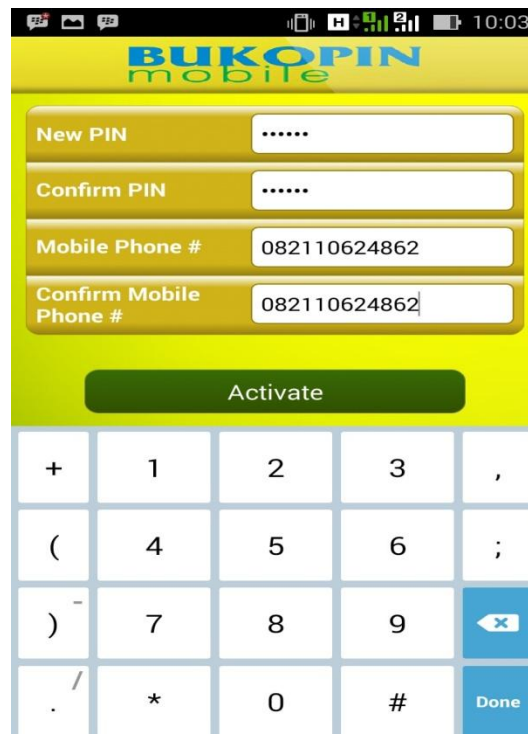 10:03
BUKOPIN
mobile
New PIN
••••••
Confirm PIN
••••••
Mobile Phone #
082110624862
Confirm Mobile
Phone #
082110624862
Activate
+ 1 2 3 ,
( 4 5 6 ;
) - 7 8 9
. / * 0 # Done